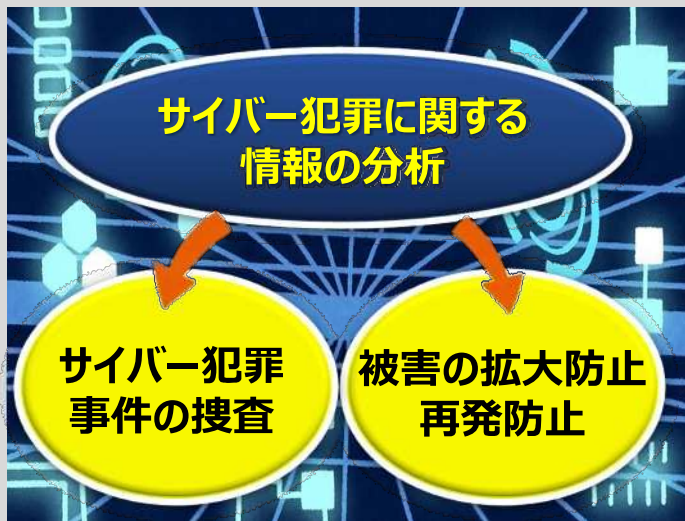 サイバー犯罪に関する
情報の分析
サイバー犯罪
事件の捜査
被害の拡大防止
再発防止